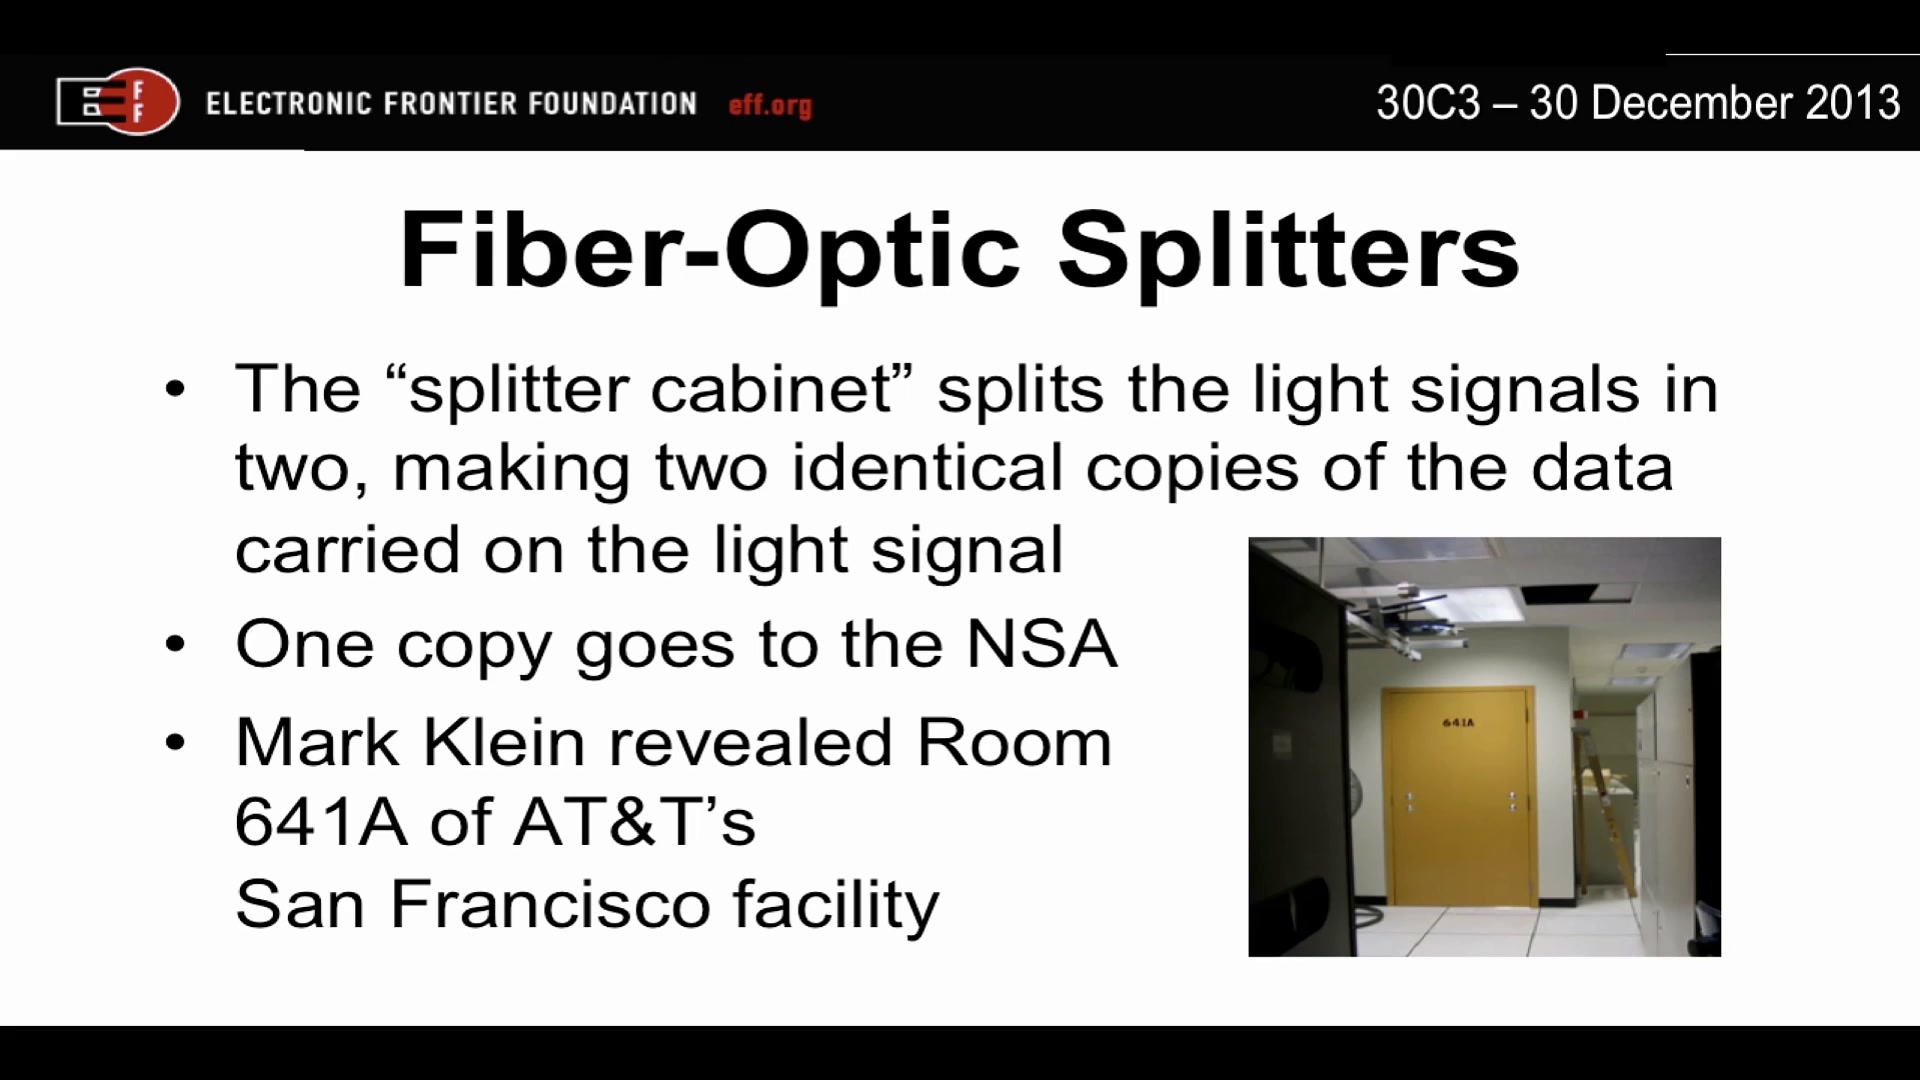 EFF
ELECTRONIC FRONTIER FOUNDATION eff.org
30C3 – 30 December 2013
Fiber-Optic Splitters
• The “splitter cabinet” splits the light signals in
two, making two identical copies of the data
carried on the light signal
• One copy goes to the NSA
• Mark Klein revealed Room
641A of AT&T’s
San Francisco facility
641A